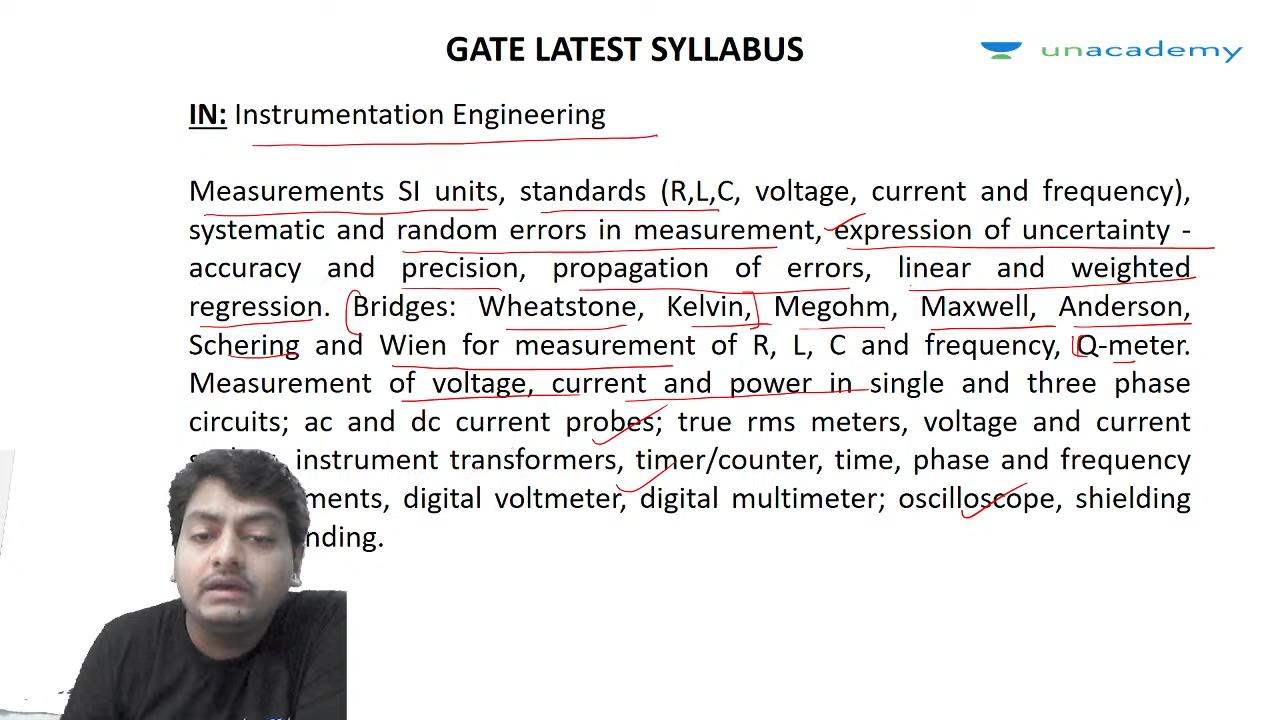 GATE LATEST SYLLABUS
unacademy
IN: Instrumentation Engineering
Measurements SI units, standards (R,L,C, voltage, current and frequency),
systematic and random errors in measurement, expression of uncertainty -
accuracy and precision, propagation of errors, linear and weighted
regression. Bridges: Wheatstone, Kelvin, Megohm, Maxwell, Anderson,
Schering and Wien for measurement of R, L, C and frequency, Q-meter.
Measurement of voltage, current and power in single and three phase
circuits; ac and dc current probes; true rms meters, voltage and current
instrument transformers, timer/counter, time, phase and frequency
digital voltmeter, digital multimeter; oscilloscope, shielding